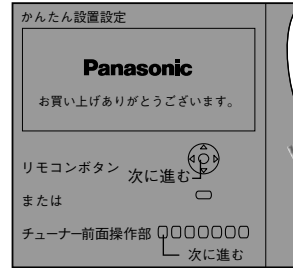 かんたん設置設定
Panasonic
お買い上げありがとうございます。
リモコンボタン
次に進む
または
チューナー前面操作部
次に進む